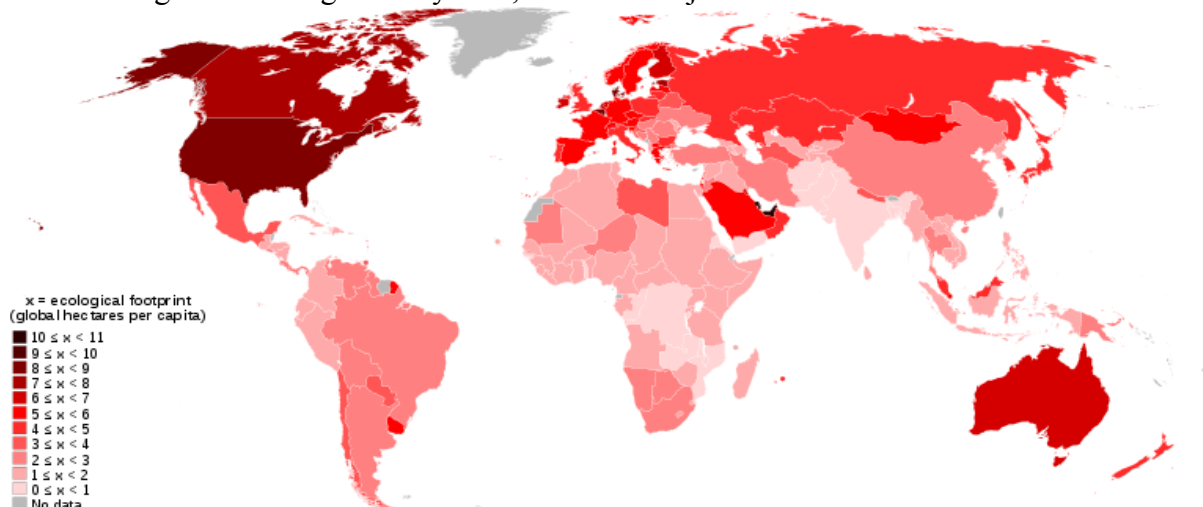 x = ecological footprint
(global hectares per capita)
10 ≤ x < 11
9 ≤ x < 10
8 ≤ x < 9
7 ≤ x < 8
6 ≤ x < 7
5 ≤ x < 6
4 ≤ x < 5
3 ≤ x < 4
2 ≤ x < 3
1 ≤ x < 2
0 ≤ x < 1
No data